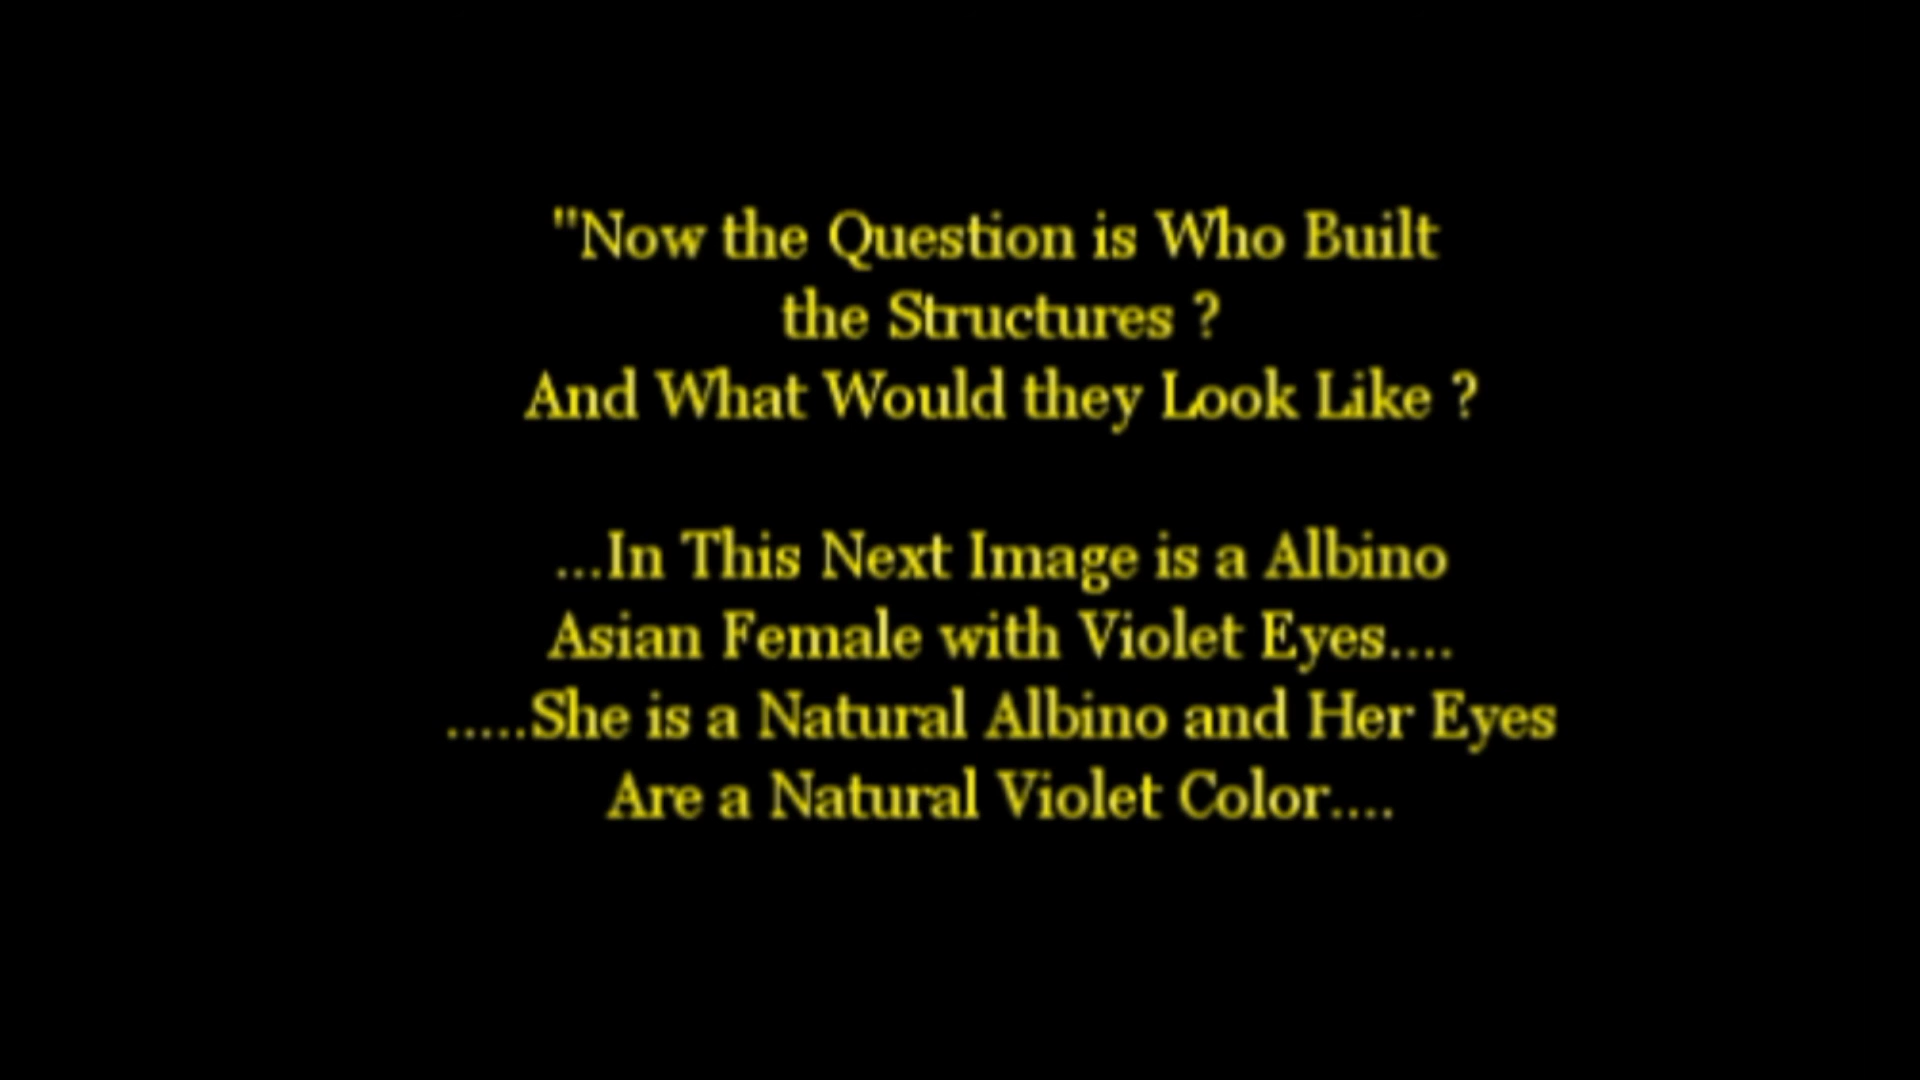 "Now the Question is Who Built
the Structures ?
And What Would they Look Like ?
...In This Next Image is a Albino
Asian Female with Violet Eyes....
.....She is a Natural Albino and Her Eyes
Are a Natural Violet Color....